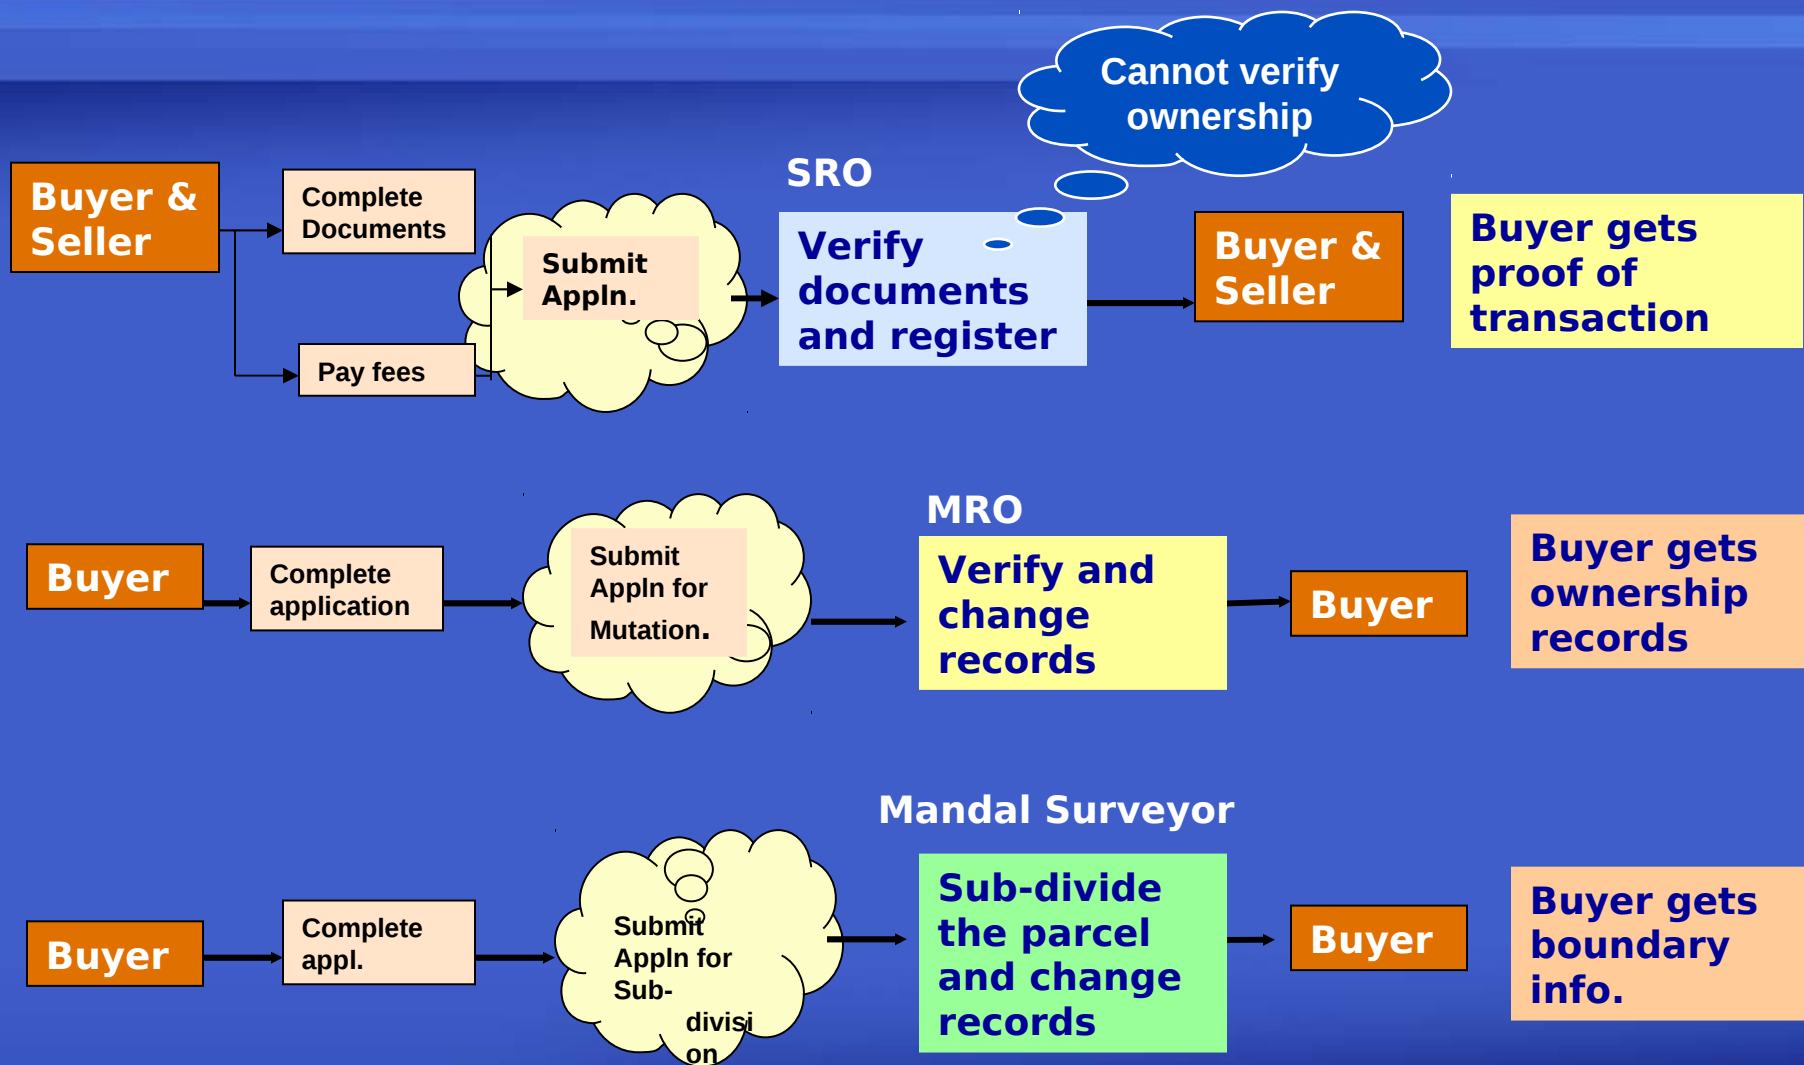 Cannot verify
ownership
SRO
Buyer &
Seller
Complete
Documents
Pay fees
Submit
Appln.
Verify
documents
and register
Buyer &
Seller
Buyer gets
proof of
transaction
MRO
Buyer
Complete
application
Submit
Appln for
Mutation.
Verify and
change
records
Buyer
Buyer gets
ownership
records
Mandal Surveyor
Buyer
Complete
appl.
Submit
Appln for
Sub-
divisi
on
Sub-divide
the parcel
and change
records
Buyer
Buyer gets
boundary
info.